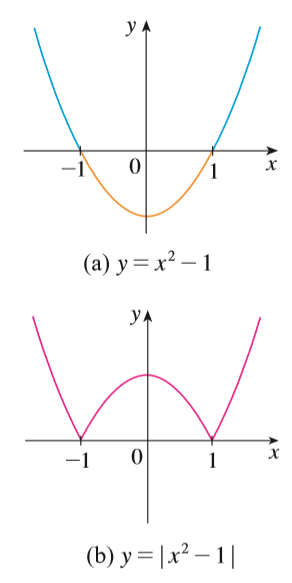 y
−1 0 1 x
(a) y = x² − 1
y
−1 0 1 x
(b) y = | x² − 1 |